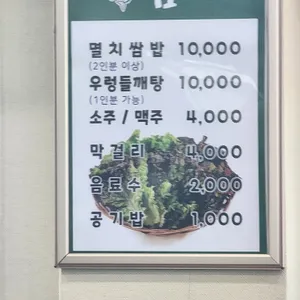 멸치쌈밥 10,000
(2인분 이상)
우렁들깨탕 10,000
(1인분 가능)
소주 / 맥주 4,000
막걸리 4,000
음료수 2,000
공기밥 1,000